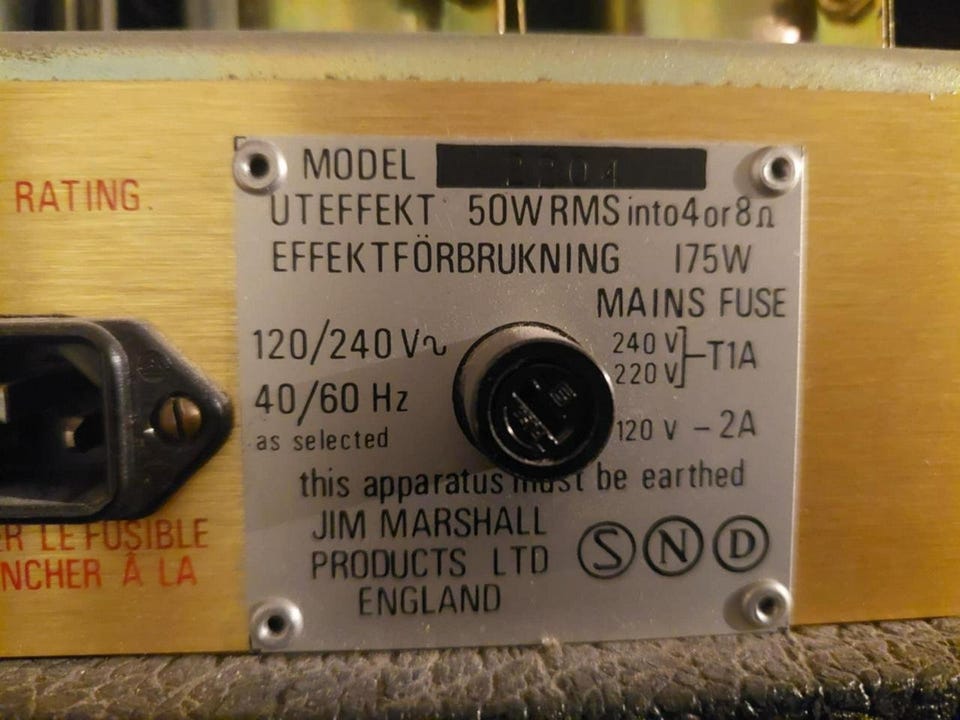 RATING.
MODEL 2204
UTEFFEKT 50W RMS into 4 or 8 Ω
EFFEKTFÖRBRUKNING 175W
MAINS FUSE
120/240 V~
240 V
220 V
T1A
40/60 Hz
120 V - 2A
as selected
this apparatus must be earthed
JIM MARSHALL
PRODUCTS LTD
ENGLAND
S N D
ER LE FUSIBLE
NCHER À LA